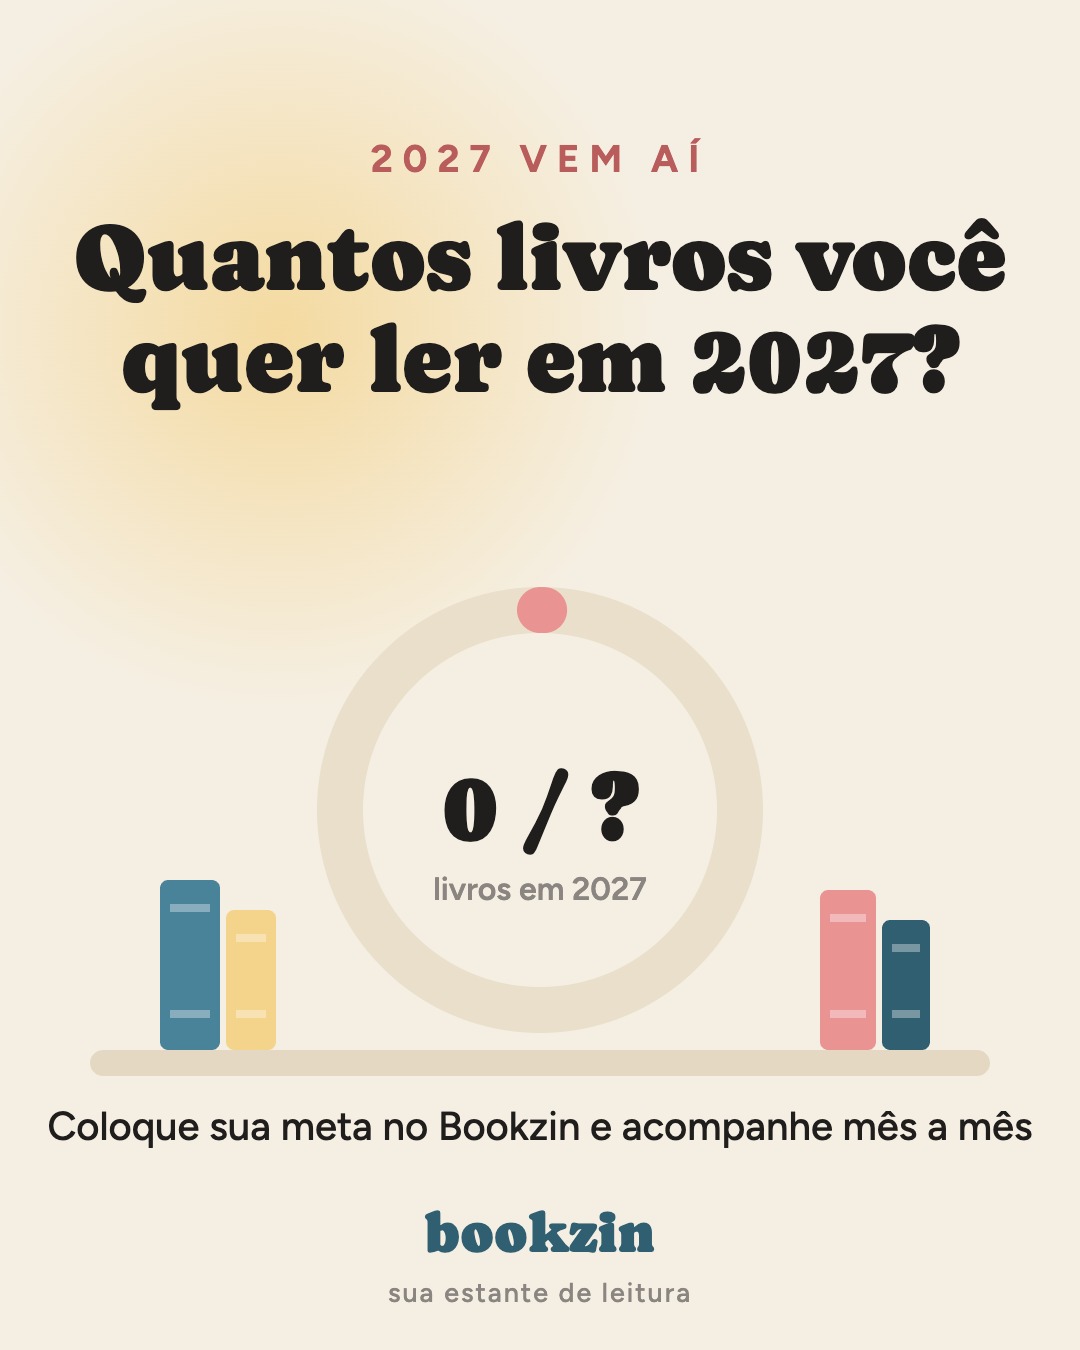 2027 VEM AÍ
Quantos livros você
quer ler em 2027?
0 / ?
livros em 2027
Coloque sua meta no Bookzin e acompanhe mês a mês
bookzin
sua estante de leitura